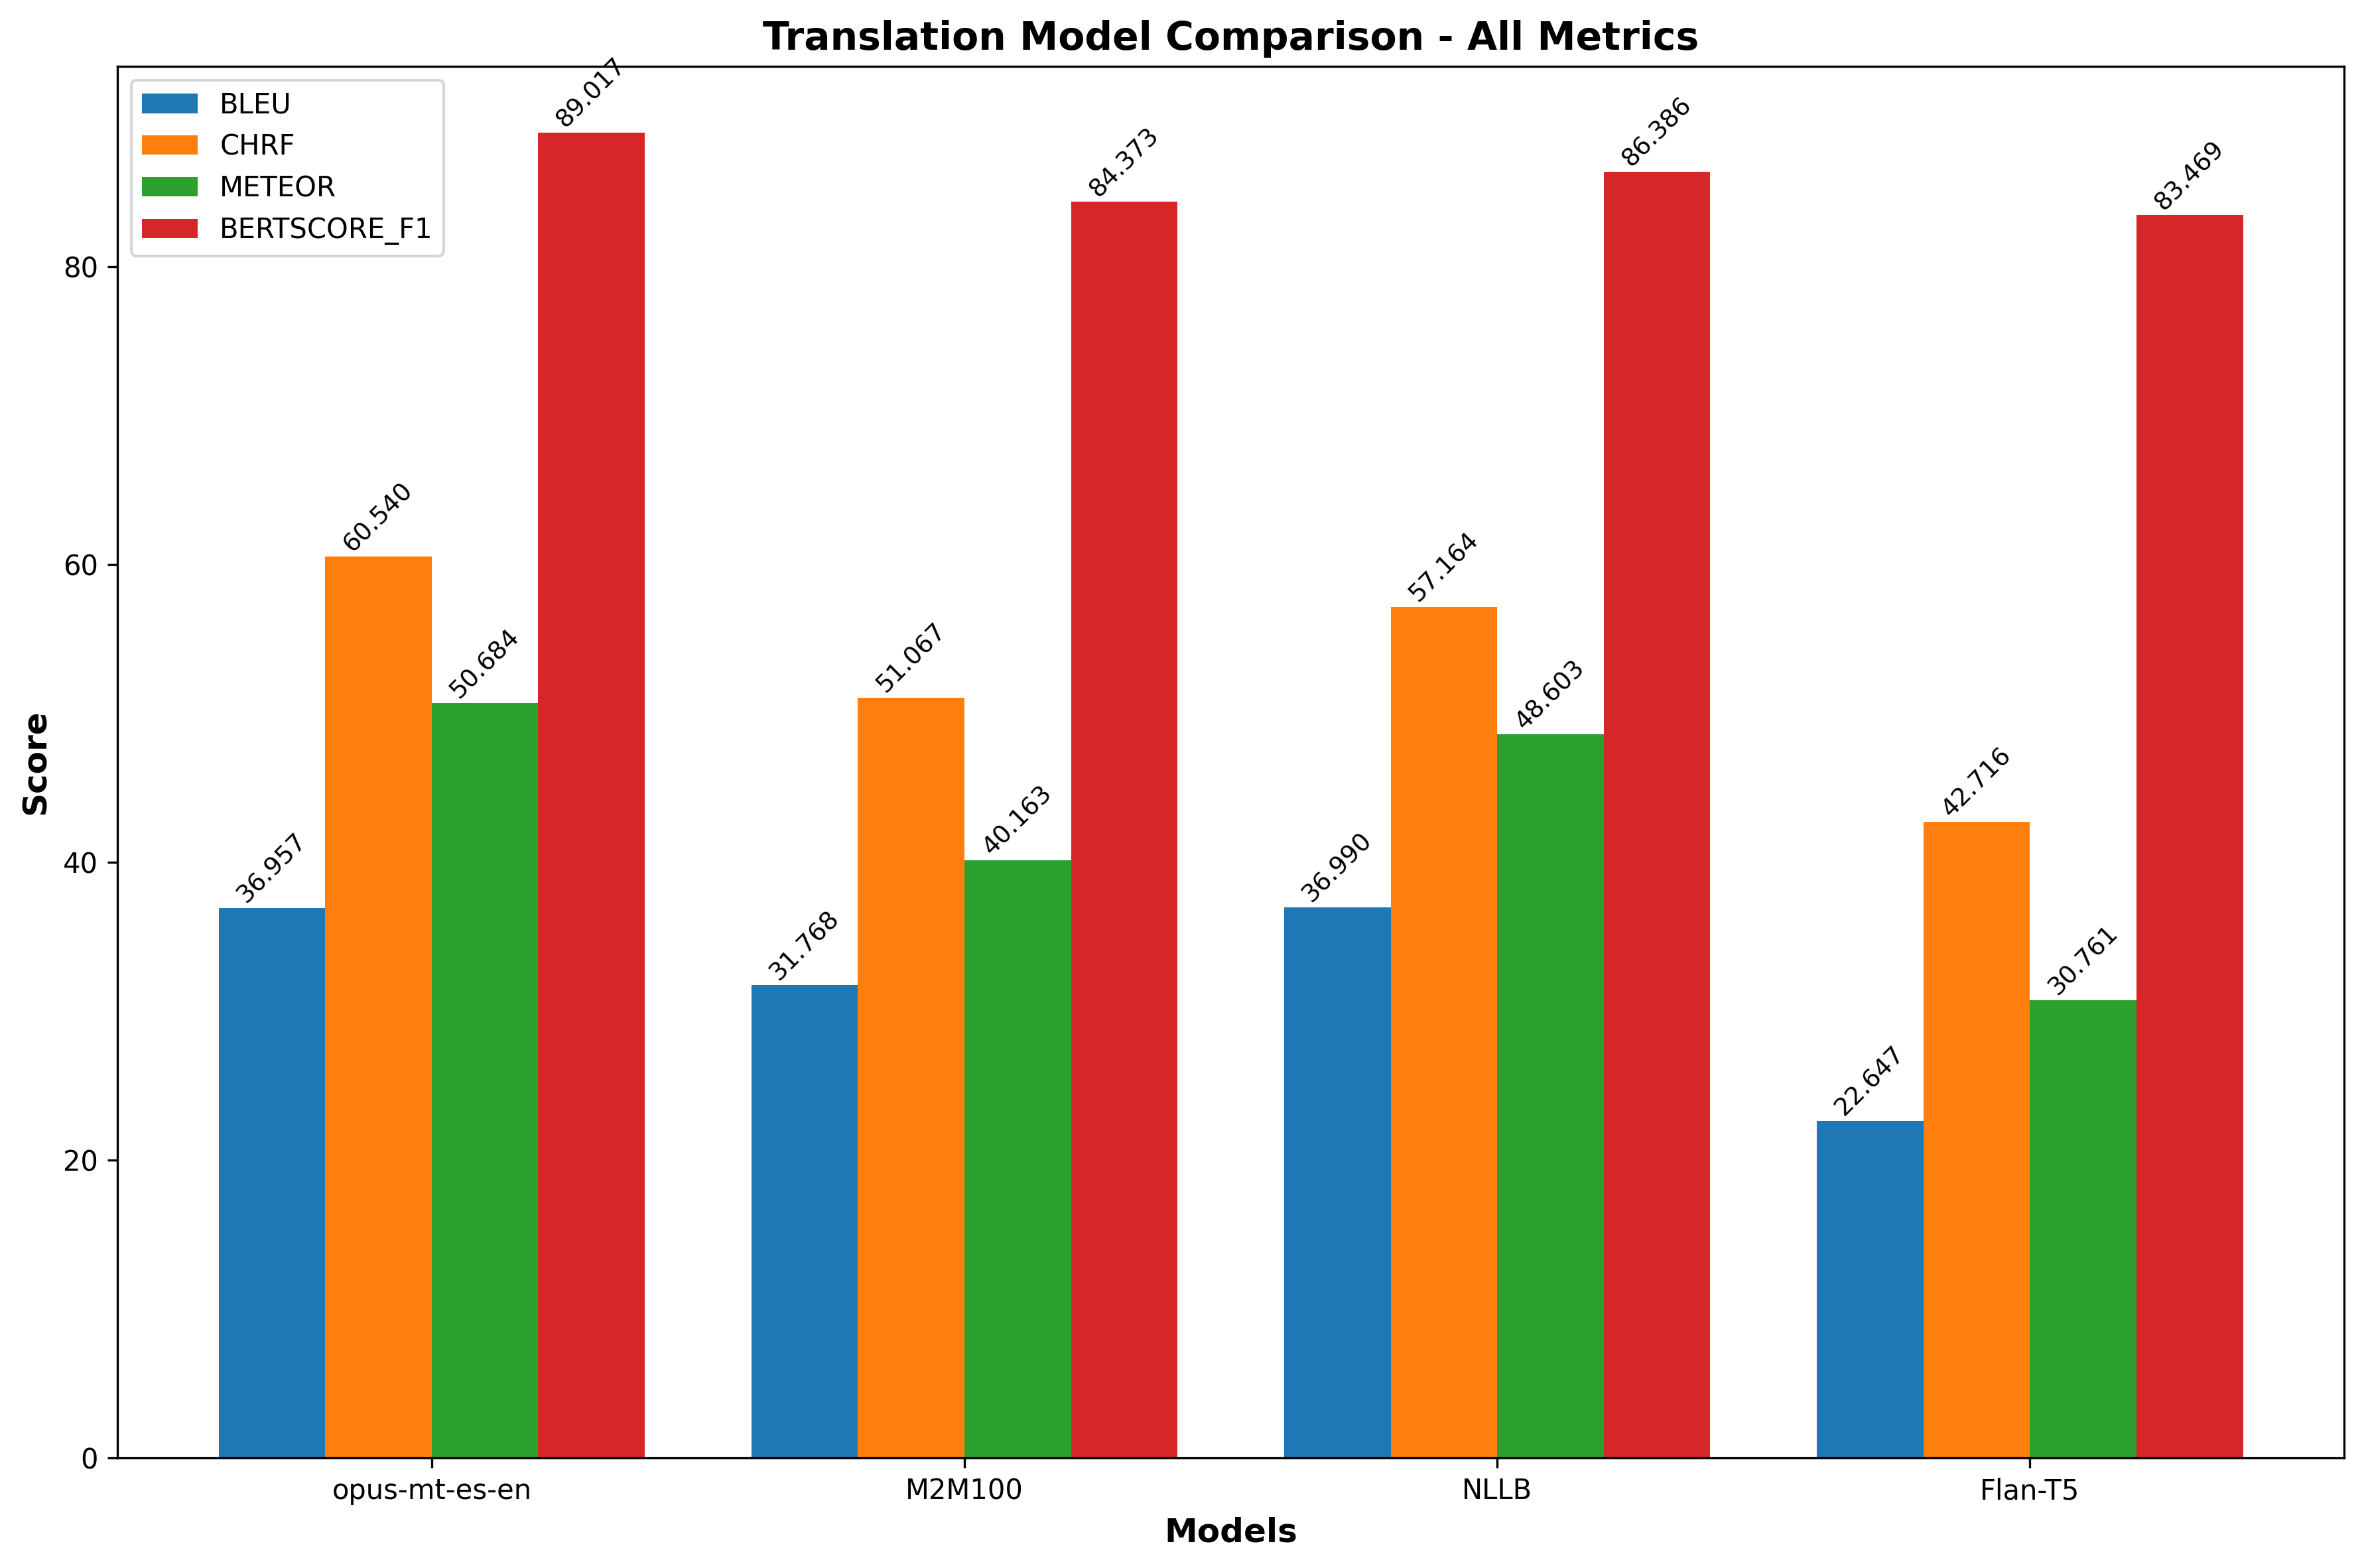 Translation Model Comparison - All Metrics
BLEU
CHRF
METEOR
BERTSCORE_F1
Score
80
60
40
20
0
36.957
60.540
50.684
89.017
31.768
51.067
40.163
84.373
36.990
57.164
48.603
86.386
22.647
42.716
30.761
83.469
opus-mt-es-en
M2M100
NLLB
Flan-T5
Models